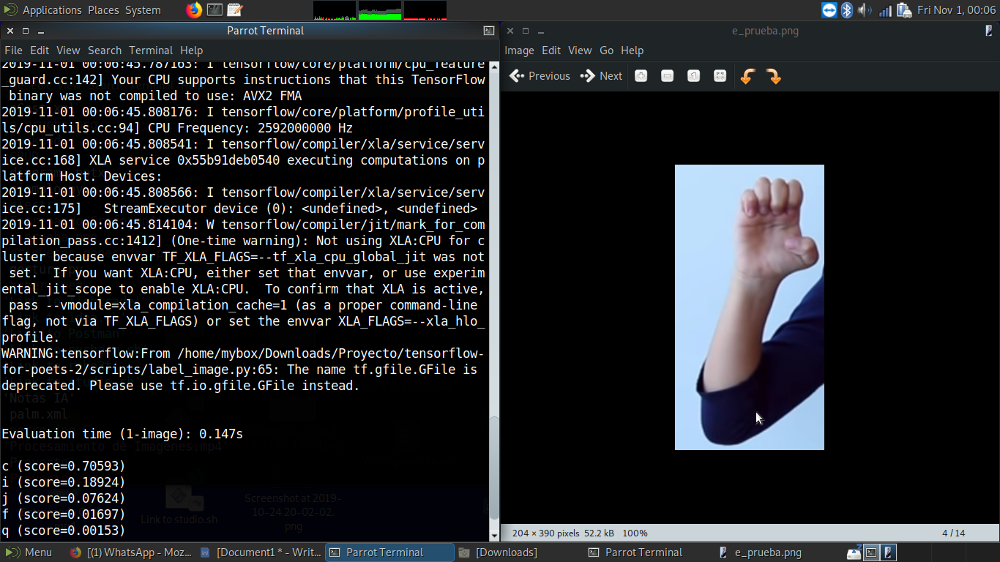 Applications Places System
Fri Nov 1, 00:06
Parrot Terminal
File Edit View Search Terminal Help
2019-11-01 00:06:45.787163: I tensorflow/core/platform/cpu_feature
_guard.cc:142] Your CPU supports instructions that this TensorFlow
binary was not compiled to use: AVX2 FMA
2019-11-01 00:06:45.808176: I tensorflow/core/platform/profile_uti
ls/cpu_utils.cc:94] CPU Frequency: 2592000000 Hz
2019-11-01 00:06:45.808541: I tensorflow/compiler/xla/service/serv
ice.cc:168] XLA service 0x55b91deb0540 executing computations on p
latform Host. Devices:
2019-11-01 00:06:45.808566: I tensorflow/compiler/xla/service/serv
ice.cc:175]   StreamExecutor device (0): <undefined>, <undefined>
2019-11-01 00:06:45.814104: W tensorflow/compiler/jit/mark_for_com
pilation_pass.cc:1412] (One-time warning): Not using XLA:CPU for c
luster because envvar TF_XLA_FLAGS=--tf_xla_cpu_global_jit was not
set.  If you want XLA:CPU, either set that envvar, or use experim
ental_jit_scope to enable XLA:CPU.  To confirm that XLA is active,
pass --vmodule=xla_compilation_cache=1 (as a proper command-line
flag, not via TF_XLA_FLAGS) or set the envvar XLA_FLAGS=--xla_hlo_
profile.
WARNING:tensorflow:From /home/mybox/Downloads/Proyecto/tensorflow-
for-poets-2/scripts/label_image.py:65: The name tf.gfile.GFile is
deprecated. Please use tf.io.gfile.GFile instead.
'Notas IA'
palm.xml
Evaluation time (1-image): 0.147s
'Procesamiento de Imagenes.mp4'
c (score=0.70593)
i (score=0.18924)
j (score=0.07624)
f (score=0.01697)
q (score=0.00153)
Link to studio.sh
Screenshot at 2019-
10-24 20-02-02.
png
e_prueba.png
Image Edit View Go Help
Previous Next
204 × 390 pixels 52.2 kB 100%
4 / 14
Menu
[(1) WhatsApp - Moz...
[Document1 * - Writ...
Parrot Terminal
[Downloads]
Parrot Terminal
e_prueba.png